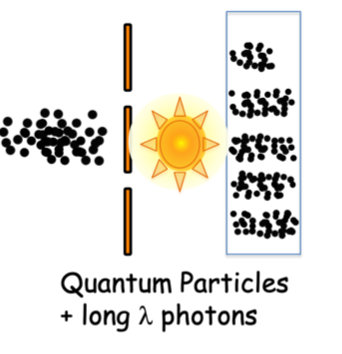 Quantum Particles
+ long λ photons